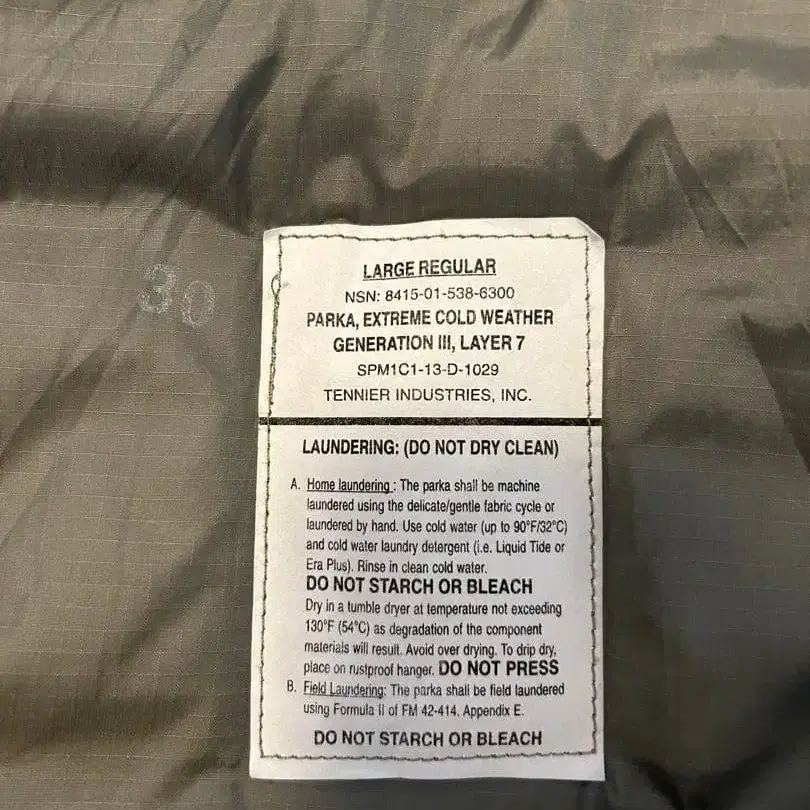 30
LARGE REGULAR
NSN: 8415-01-538-6300
PARKA, EXTREME COLD WEATHER
GENERATION III, LAYER 7
SPM1C1-13-D-1029
TENNIER INDUSTRIES, INC.
LAUNDERING: (DO NOT DRY CLEAN)
A. Home laundering : The parka shall be machine
laundered using the delicate/gentle fabric cycle or
laundered by hand. Use cold water (up to 90°F/32°C)
and cold water laundry detergent (i.e. Liquid Tide or
Era Plus). Rinse in clean cold water.
DO NOT STARCH OR BLEACH
Dry in a tumble dryer at temperature not exceeding
130°F (54°C) as degradation of the component
materials will result. Avoid over drying. To drip dry,
place on rustproof hanger. DO NOT PRESS
B. Field Laundering: The parka shall be field laundered
using Formula II of FM 42-414. Appendix E.
DO NOT STARCH OR BLEACH